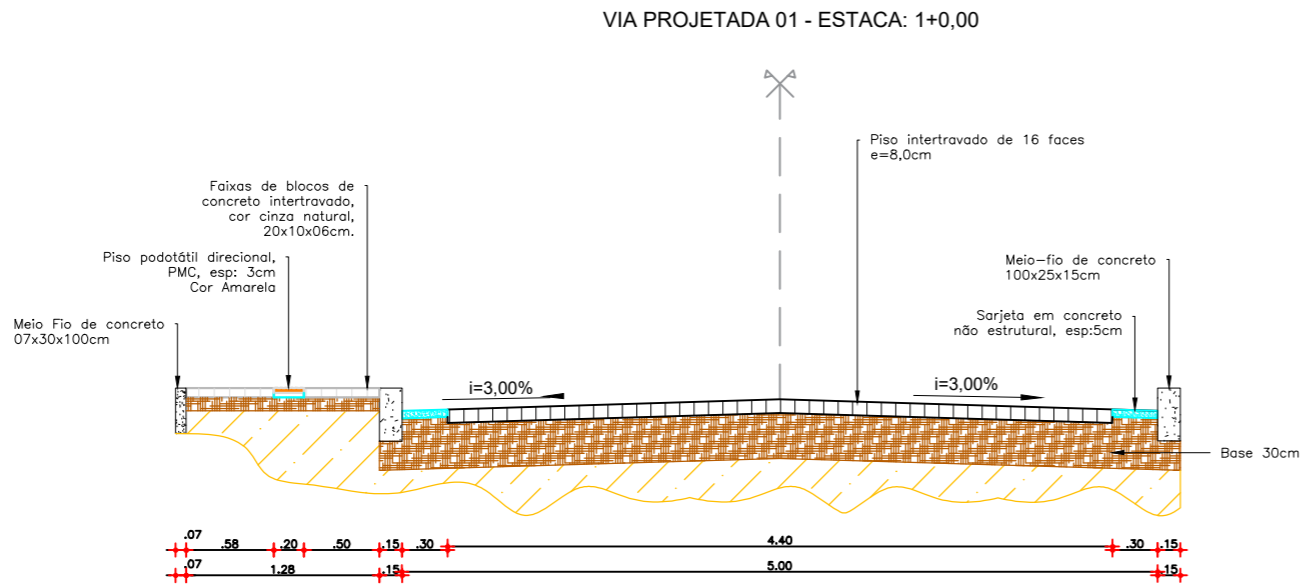 VIA PROJETADA 01 - ESTACA: 1+0,00
Piso intertravado de 16 faces
e=8,0cm
Faixas de blocos de
concreto intertravado,
cor cinza natural,
20x10x06cm.
Piso podotátil direcional,
PMC, esp: 3cm
Cor Amarela
Meio-fio de concreto
100x25x15cm
Meio Fio de concreto
07x30x100cm
Sarjeta em concreto
não estrutural, esp:5cm
i=3,00%
i=3,00%
Base 30cm
.07 .58 .20 .50 .15 .30 4.40 .30 .15
.07 1.28 .15 5.00 .15